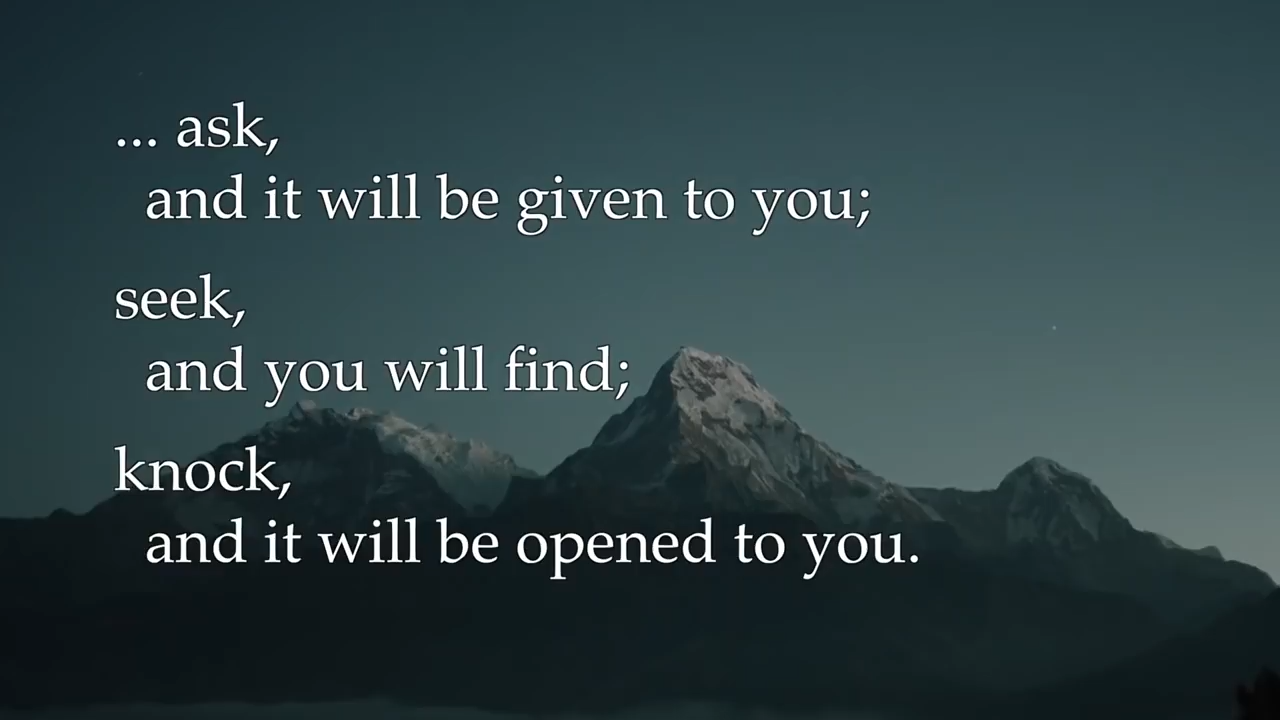 ... ask,
and it will be given to you;
seek,
and you will find;
knock,
and it will be opened to you.